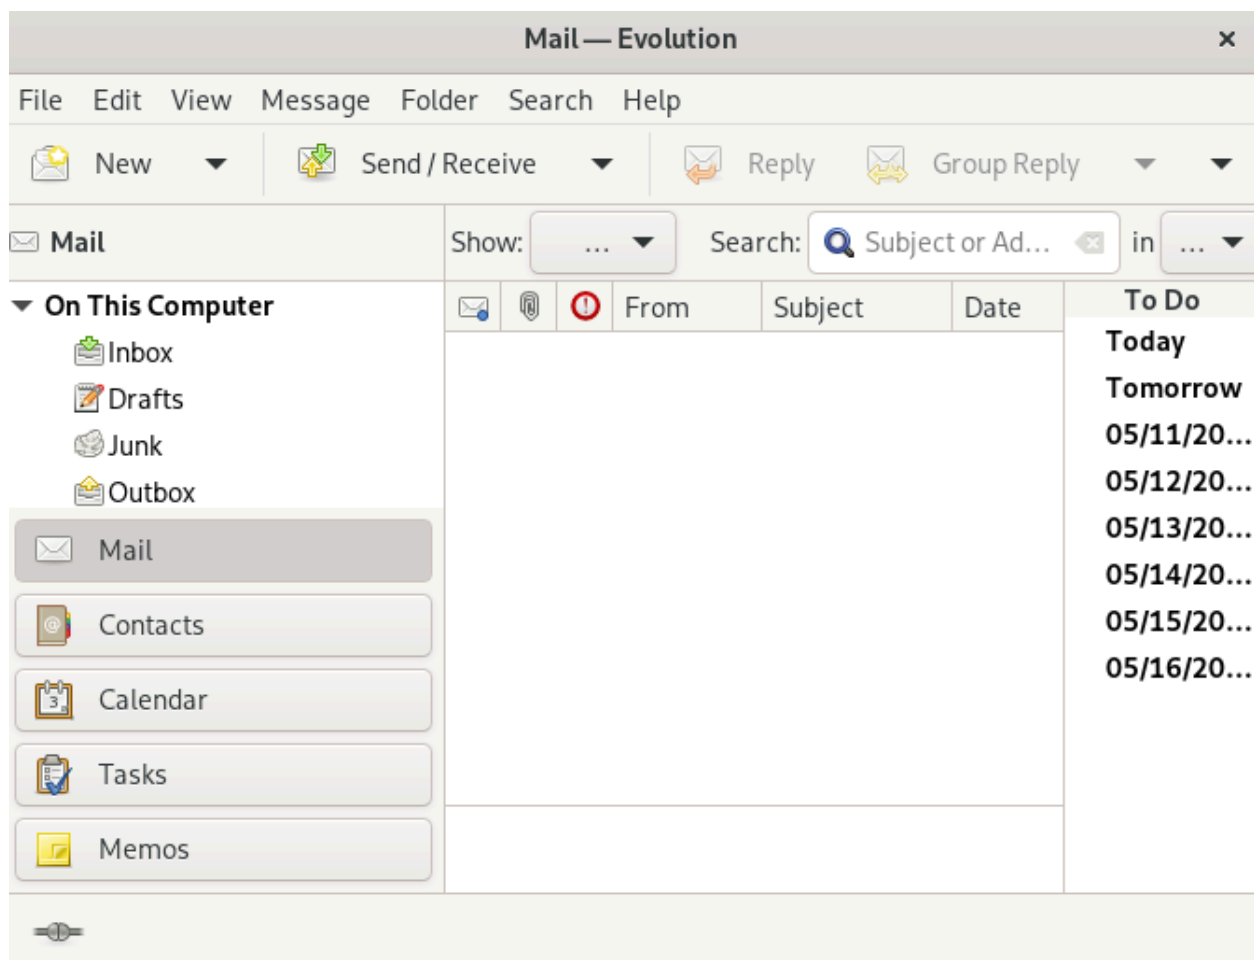 Mail — Evolution
File Edit View Message Folder Search Help
New Send / Receive Reply Group Reply
Mail Show: ... Search: Subject or Ad... in ...
On This Computer
Inbox
Drafts
Junk
Outbox
Mail
Contacts
Calendar
Tasks
Memos
From Subject Date
To Do
Today
Tomorrow
05/11/20...
05/12/20...
05/13/20...
05/14/20...
05/15/20...
05/16/20...